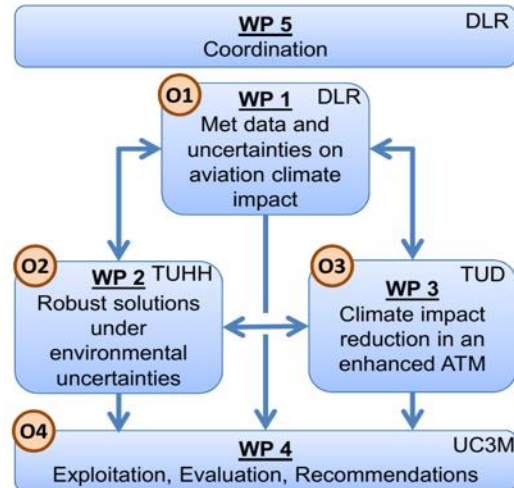 WP 5
DLR
Coordination
O1
WP 1
DLR
Met data and
uncertainties on
aviation climate
impact
O2
WP 2
TUHH
Robust solutions
under
environmental
uncertainties
O3
TUD
WP 3
Climate impact
reduction in an
enhanced ATM
O4
WP 4
UC3M
Exploitation, Evaluation, Recommendations